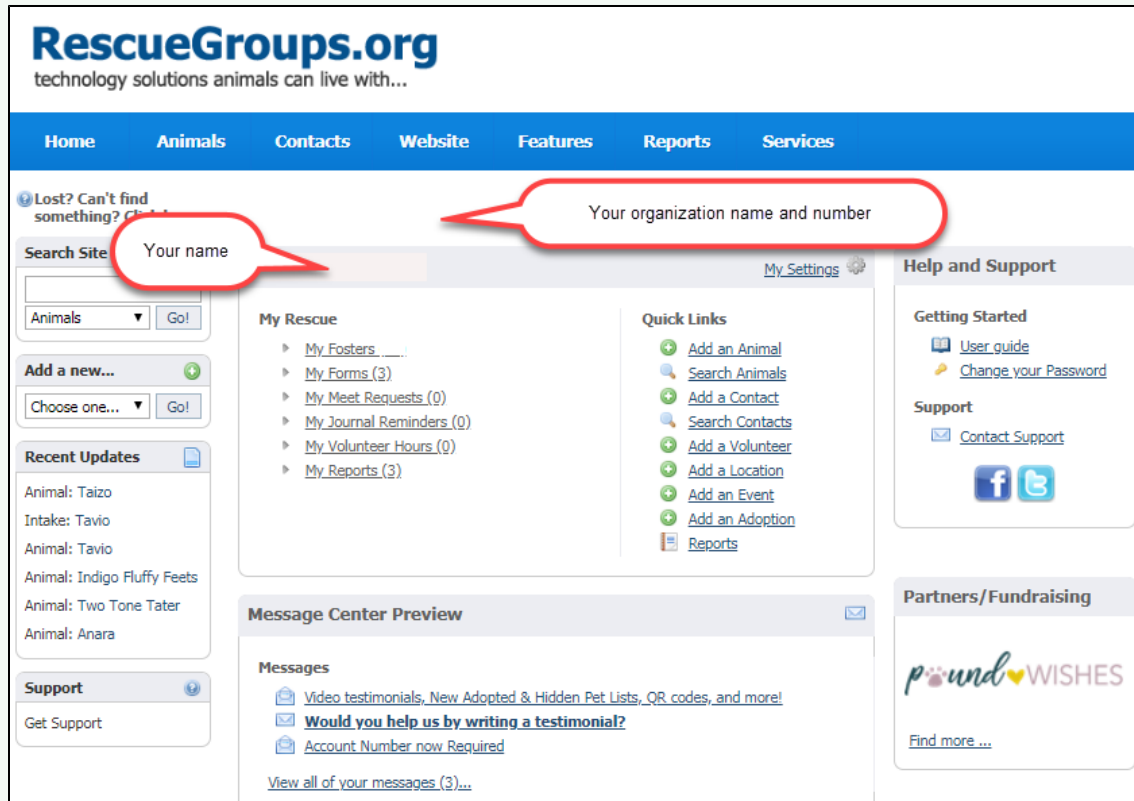 RescueGroups.org
technology solutions animals can live with...
Home Animals Contacts Website Features Reports Services
Lost? Can't find
something?
Your organization name and number
Your name
Search Site
Animals Go!
Add a new...
Choose one... Go!
Recent Updates
Animal: Taizo
Intake: Tavio
Animal: Tavio
Animal: Indigo Fluffy Feets
Animal: Two Tone Tater
Animal: Anara
Support
Get Support
My Settings
My Rescue
My Fosters
My Forms (3)
My Meet Requests (0)
My Journal Reminders (0)
My Volunteer Hours (0)
My Reports (3)
Quick Links
Add an Animal
Search Animals
Add a Contact
Search Contacts
Add a Volunteer
Add a Location
Add an Event
Add an Adoption
Reports
Message Center Preview
Messages
Video testimonials, New Adopted & Hidden Pet Lists, QR codes, and more!
Would you help us by writing a testimonial?
Account Number now Required
View all of your messages (3)...
Help and Support
Getting Started
User guide
Change your Password
Support
Contact Support
Partners/Fundraising
pound WISHES
Find more ...